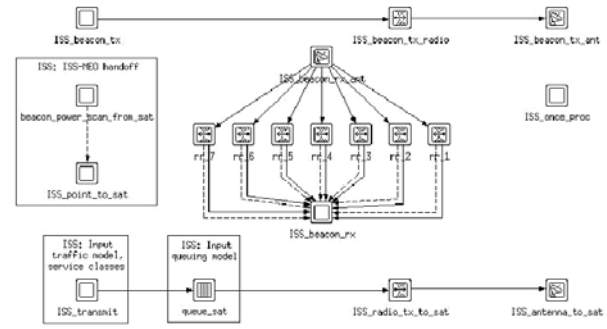 ISS_beacon_tx
ISS_beacon_tx_radio
ISS_beacon_tx_ant
ISS: ISS-MEO handoff
ISS_beacon_rx_ant
beacon_power_scan_from_sat
ISS_once_proc
rr_7
rr_6
rr_5
rr_4
rr_3
rr_2
rr_1
ISS_point_to_sat
ISS_beacon_rx
ISS: Input
traffic model,
service classes
ISS: Input
queuing model
ISS_transmit
queue_sat
ISS_radio_tx_to_sat
ISS_antenna_to_sat